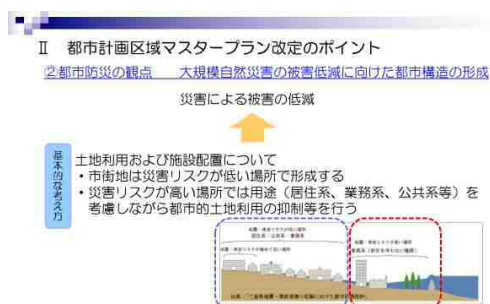 Ⅱ 都市計画区域マスタープラン改定のポイント
②都市防災の観点 大規模自然災害の被害低減に向けた都市構造の形成
災害による被害の低減
基本的な考え方
土地利用および施設配置について
・市街地は災害リスクが低い場所で形成する
・災害リスクが高い場所では用途（居住系、業務系、公共系等）を
考慮しながら都市的土地利用の抑制等を行う